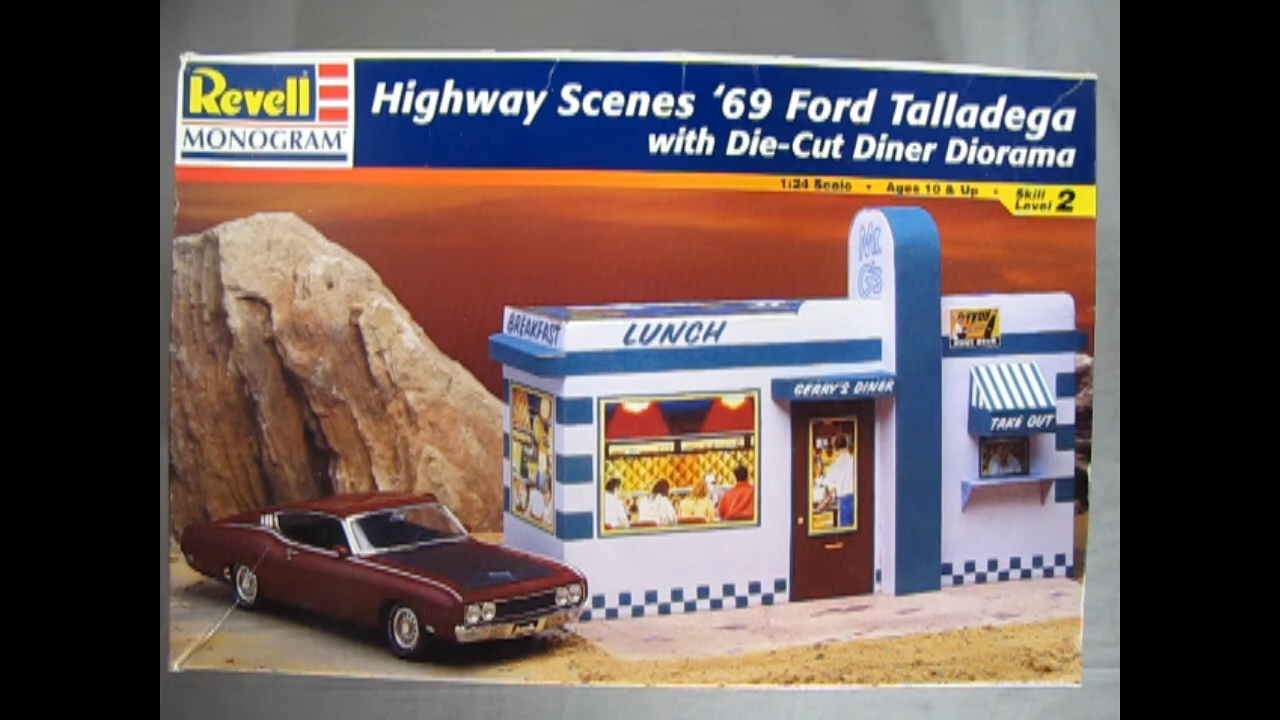 Revell
MONOGRAM
Highway Scenes '69 Ford Talladega
with Die-Cut Diner Diorama
1:24 Scale • Ages 10 & Up •
Skill
Level 2
Mr.
G's
BREAKFAST
LUNCH
GERRY'S DINER
TAKE OUT